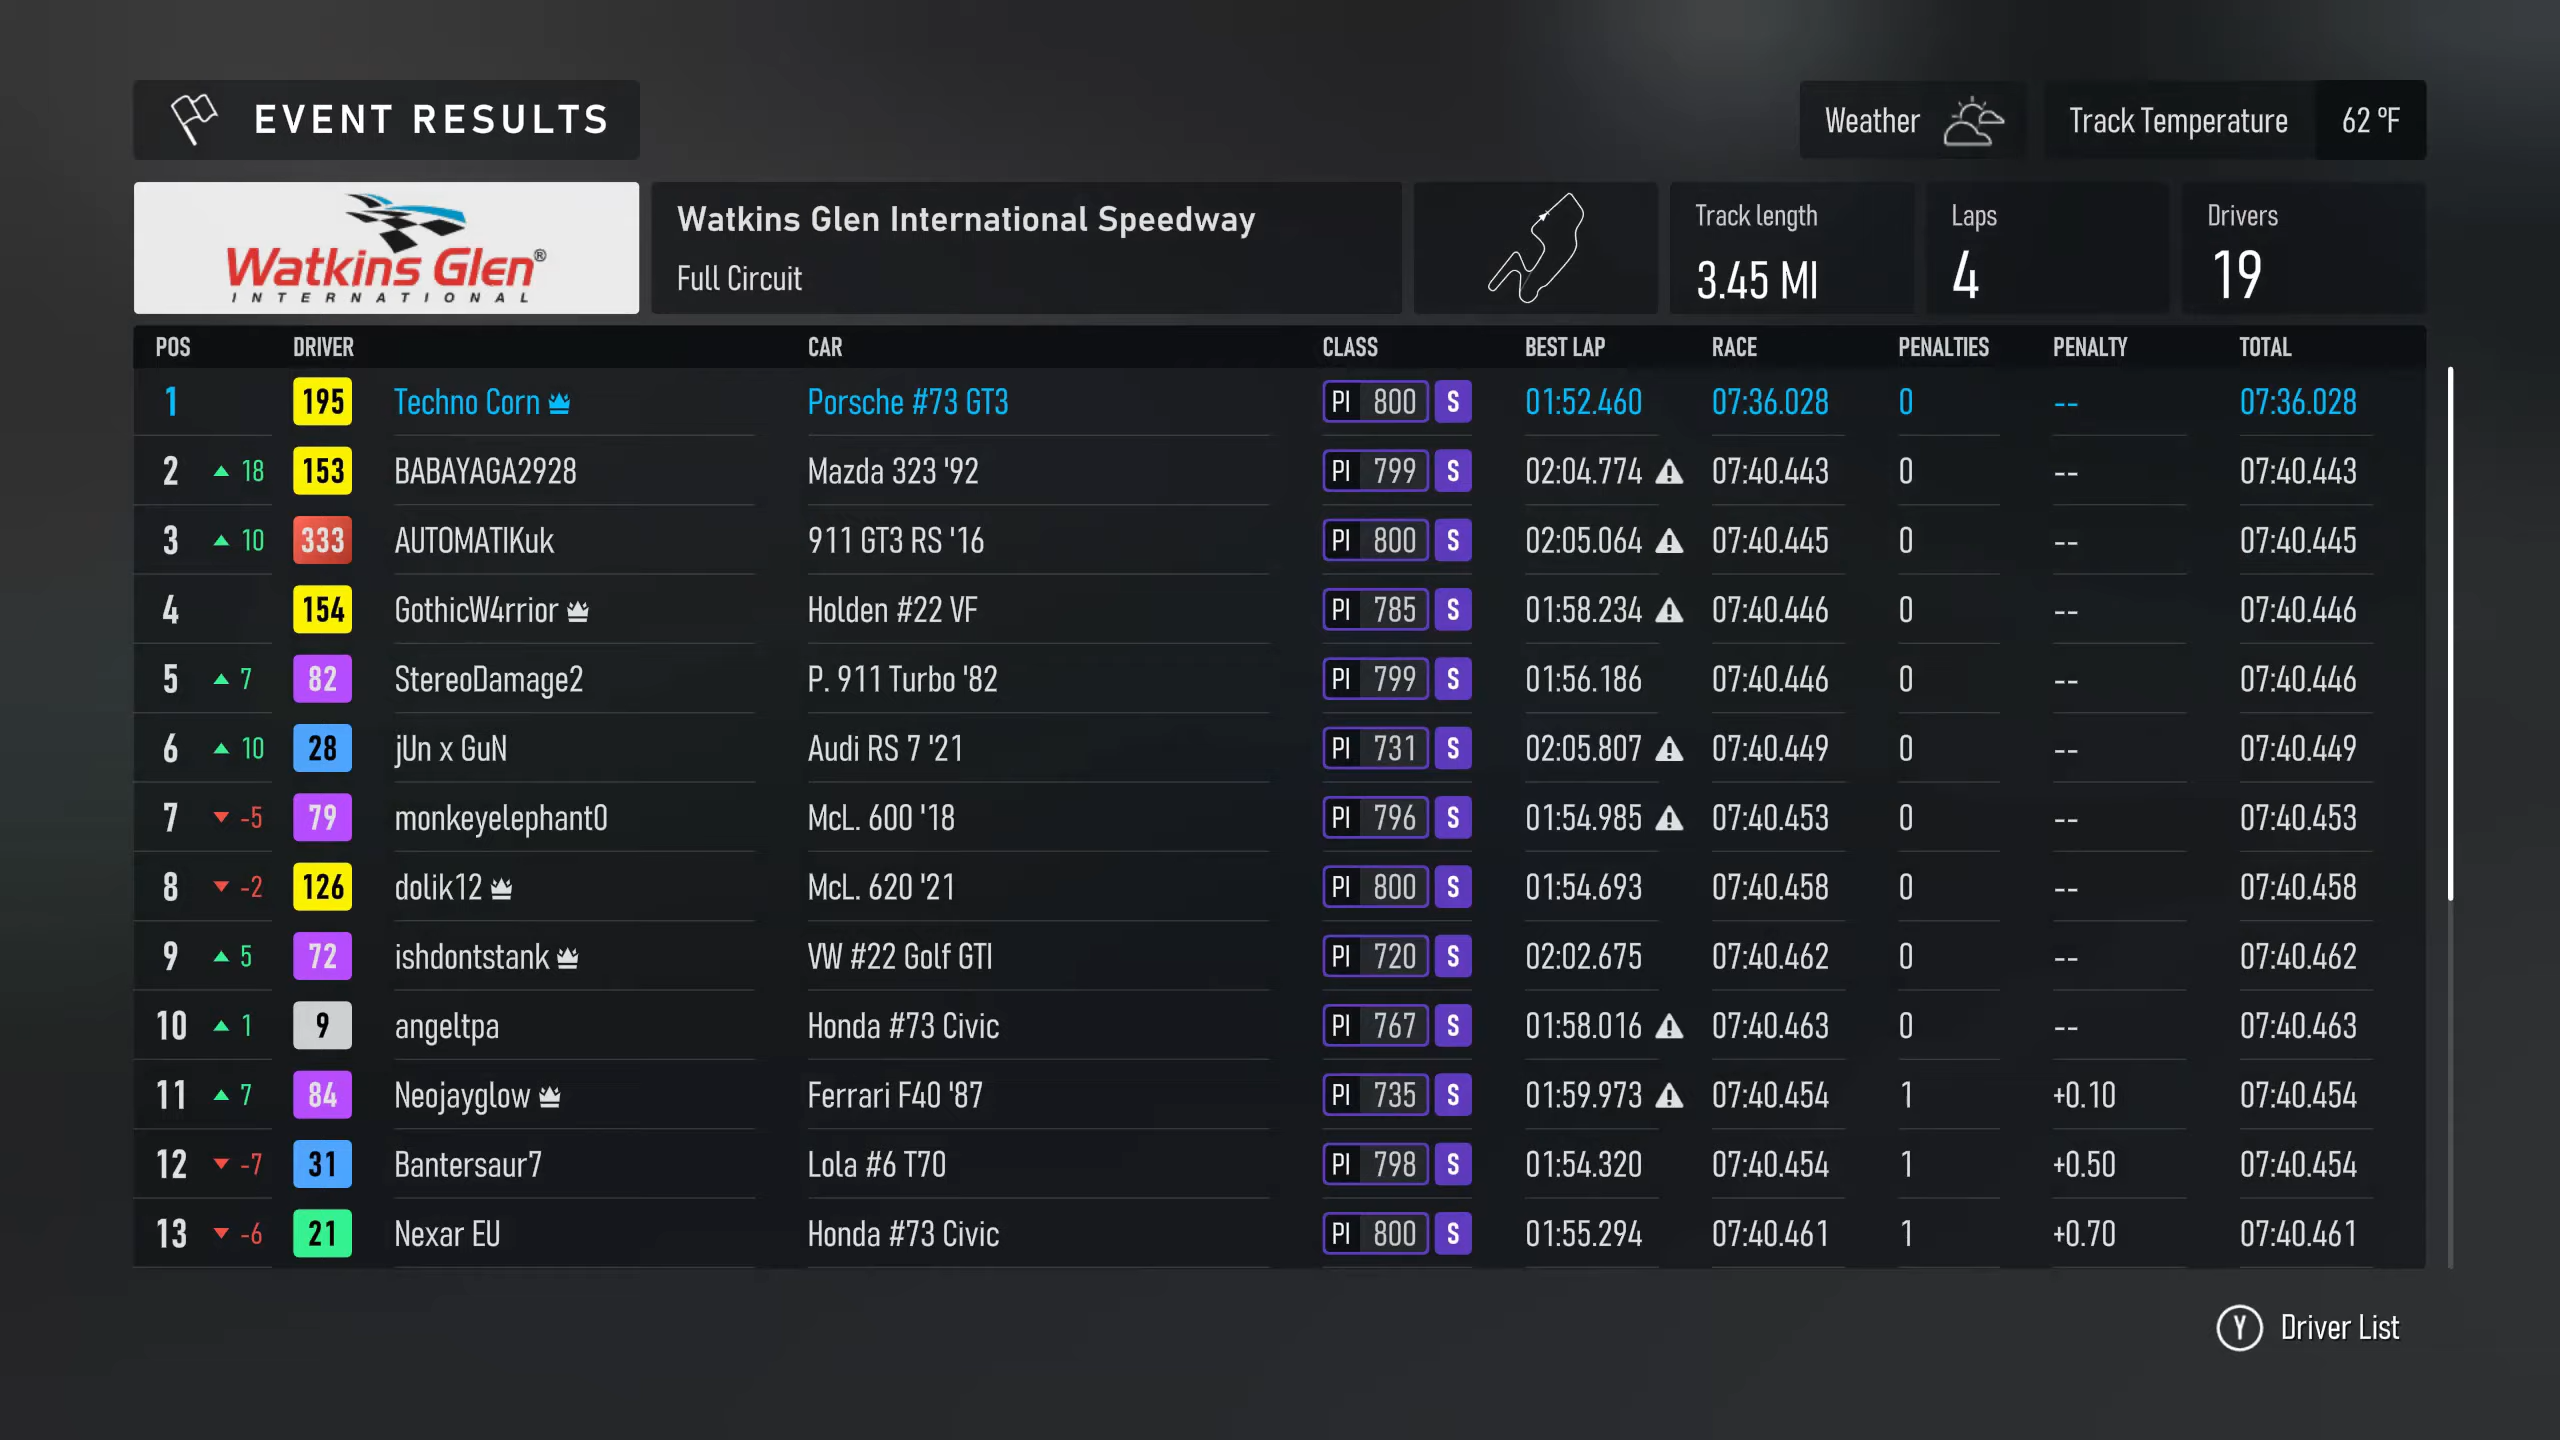 EVENT RESULTS
Weather
Track Temperature 62 °F
Watkins Glen®
INTERNATIONAL
Watkins Glen International Speedway
Full Circuit
Track length
3.45 MI
Laps
4
Drivers
19
POS DRIVER CAR CLASS BEST LAP RACE PENALTIES PENALTY TOTAL
1 195 Techno Corn Porsche #73 GT3 PI 800 S 01:52.460 07:36.028 0 -- 07:36.028
2 18 153 BABAYAGA2928 Mazda 323 '92 PI 799 S 02:04.774 07:40.443 0 -- 07:40.443
3 10 333 AUTOMATIKuk 911 GT3 RS '16 PI 800 S 02:05.064 07:40.445 0 -- 07:40.445
4 154 GothicW4rrior Holden #22 VF PI 785 S 01:58.234 07:40.446 0 -- 07:40.446
5 7 82 StereoDamage2 P. 911 Turbo '82 PI 799 S 01:56.186 07:40.446 0 -- 07:40.446
6 10 28 jUn x GuN Audi RS 7 '21 PI 731 S 02:05.807 07:40.449 0 -- 07:40.449
7 -5 79 monkeyelephant0 McL. 600 '18 PI 796 S 01:54.985 07:40.453 0 -- 07:40.453
8 -2 126 dolik12 McL. 620 '21 PI 800 S 01:54.693 07:40.458 0 -- 07:40.458
9 5 72 ishdontstank VW #22 Golf GTI PI 720 S 02:02.675 07:40.462 0 -- 07:40.462
10 1 9 angeltpa Honda #73 Civic PI 767 S 01:58.016 07:40.463 0 -- 07:40.463
11 7 84 Neojayglow Ferrari F40 '87 PI 735 S 01:59.973 07:40.454 1 +0.10 07:40.454
12 -7 31 Bantersaur7 Lola #6 T70 PI 798 S 01:54.320 07:40.454 1 +0.50 07:40.454
13 -6 21 Nexar EU Honda #73 Civic PI 800 S 01:55.294 07:40.461 1 +0.70 07:40.461
Y Driver List